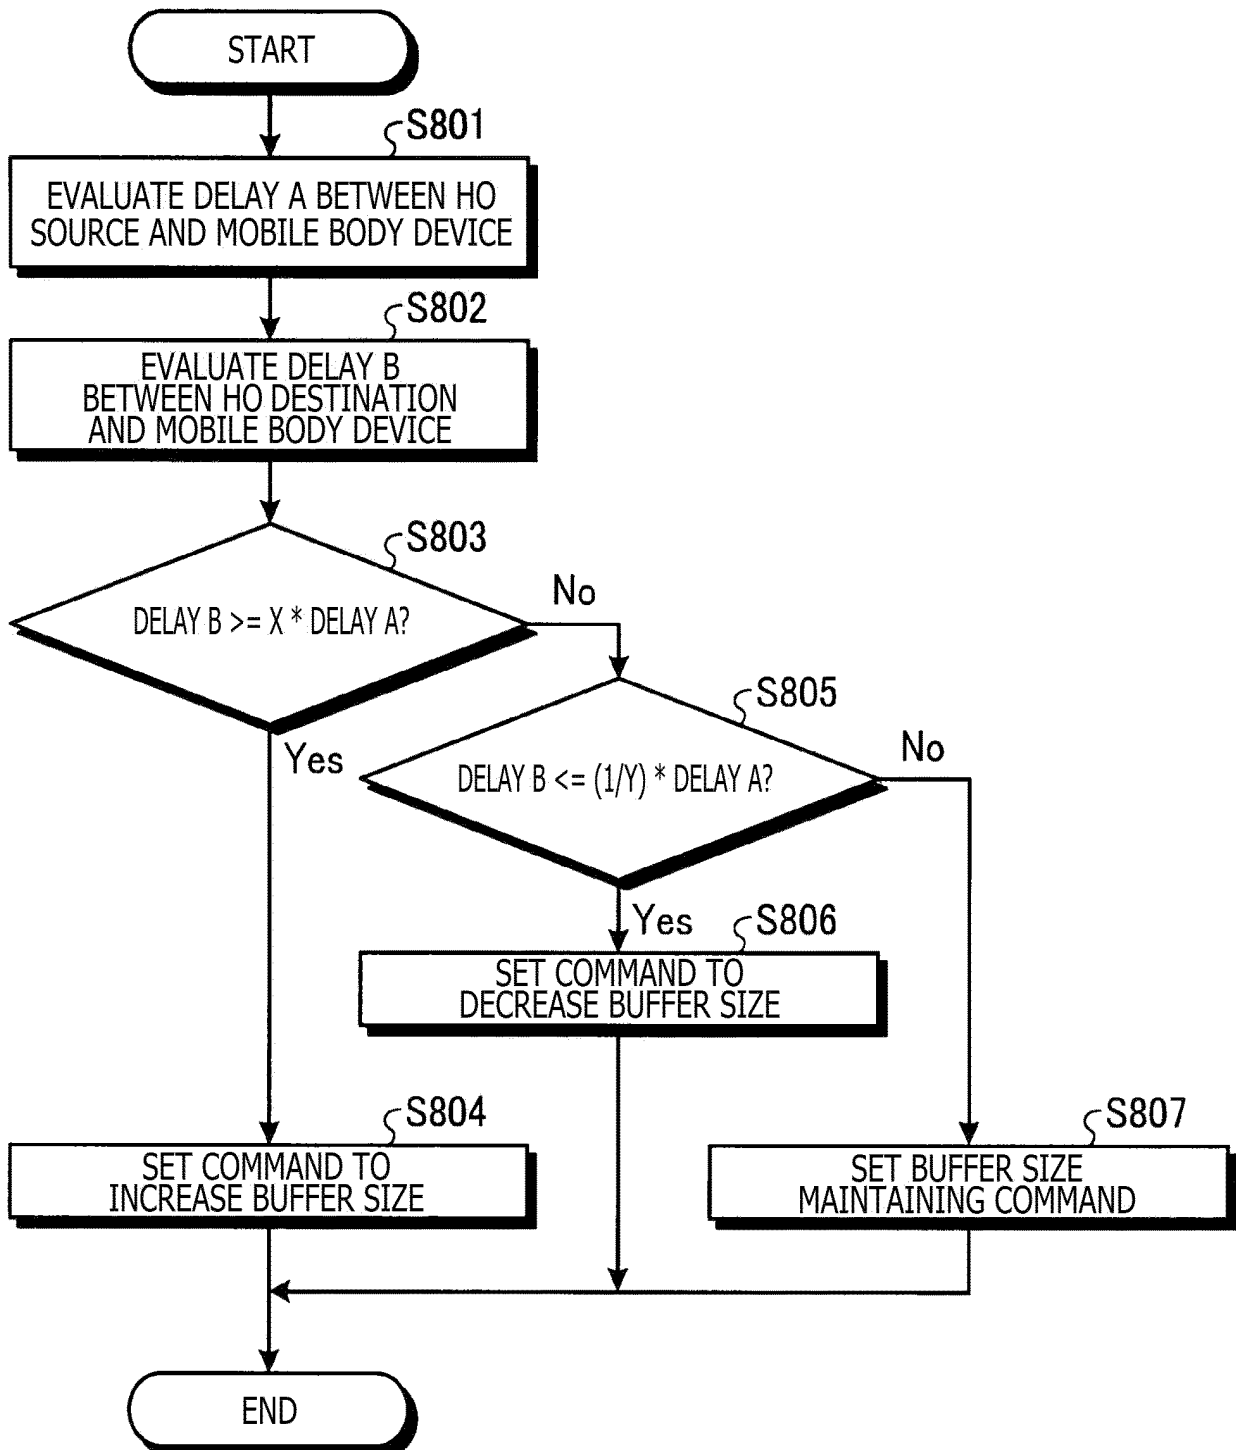 START
S801
EVALUATE DELAY A BETWEEN HO
SOURCE AND MOBILE BODY DEVICE
S802
EVALUATE DELAY B
BETWEEN HO DESTINATION
AND MOBILE BODY DEVICE
S803
DELAY B >= X * DELAY A?
No
Yes
S805
DELAY B <= (1/Y) * DELAY A?
No
Yes
S806
SET COMMAND TO
DECREASE BUFFER SIZE
S804
SET COMMAND TO
INCREASE BUFFER SIZE
S807
SET BUFFER SIZE
MAINTAINING COMMAND
END